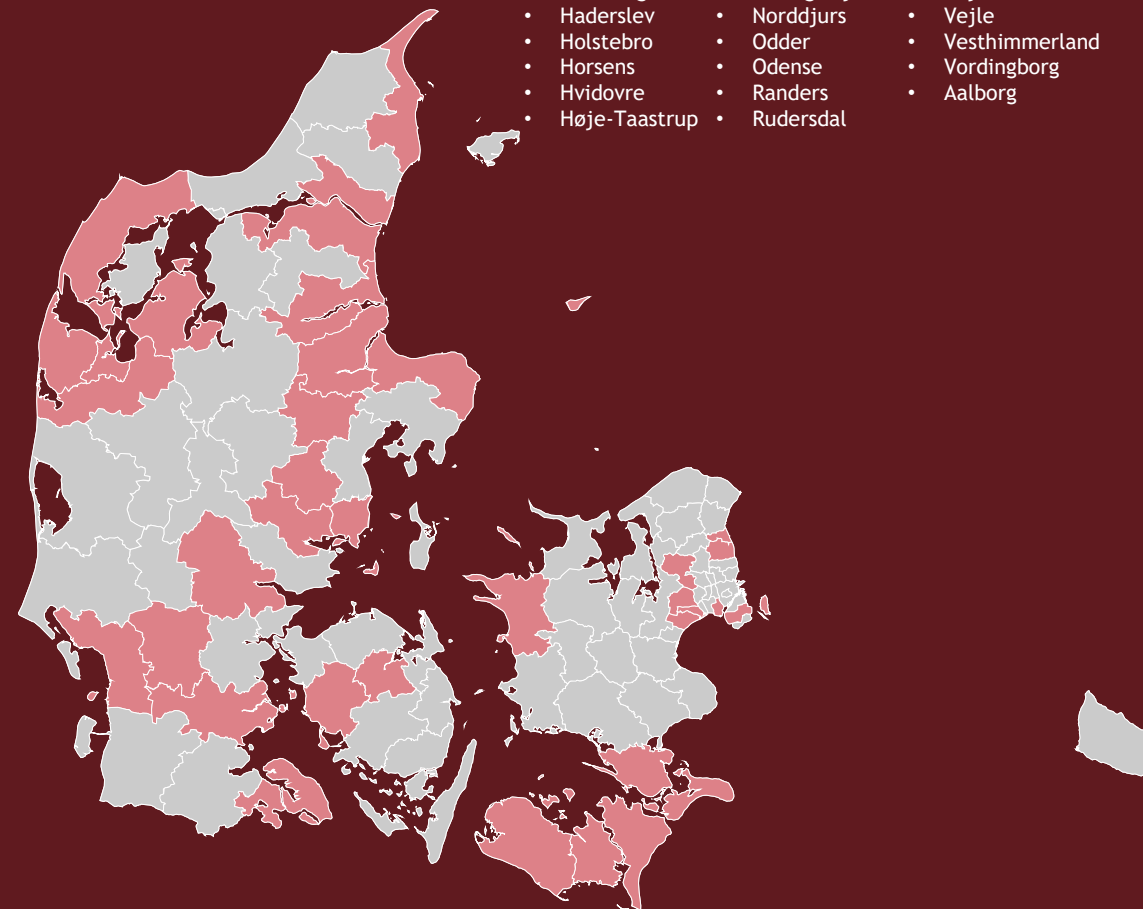 • Haderslev
• Holstebro
• Horsens
• Hvidovre
• Høje-Taastrup
• Norddjurs
• Odder
• Odense
• Randers
• Rudersdal
• Vejle
• Vesthimmerland
• Vordingborg
• Aalborg